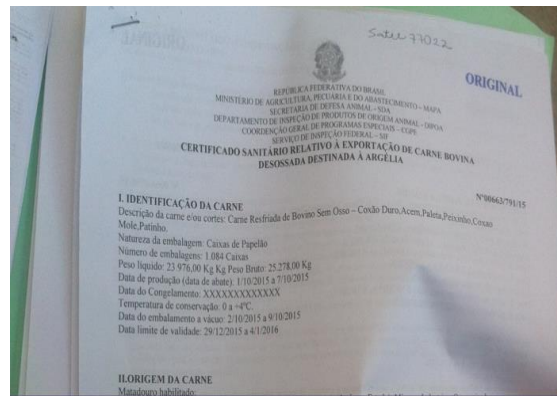 Satel 77022
ORIGINAL
REPÚBLICA FEDERATIVA DO BRASIL
MINISTÉRIO DE AGRICULTURA, PECUARIA E DO ABASTECIMENTO - MAPA
SECRETARIA DE DEFESA ANIMAL - SDA
DEPARTAMENTO DE INSPEÇÃO DE PRODUTOS DE ORIGEM ANIMAL - DIPOA
COORDENÇÃO GERAL DE PROGRAMAS ESPECIAIS - CGPE
SERVIÇO DE INSPEÇÃO FEDERAL - SIF
CERTIFICADO SANITÁRIO RELATIVO À EXPORTAÇÃO DE CARNE BOVINA
DESOSSADA DESTINADA À ARGÉLIA
Nº00663/791/15
I. IDENTIFICAÇÃO DA CARNE
Descrição da carne e/ou cortes: Carne Resfriada de Bovino Sem Osso – Coxão Duro,Acem,Paleta,Peixinho,Coxao
Mole,Patinho.
Natureza da embalagem: Caixas de Papelão
Número de embalagens: 1.084 Caixas
Peso líquido: 23 976,00 Kg Kg Peso Bruto: 25.278,00 Kg
Data de produção (data de abate): 1/10/2015 a 7/10/2015
Data do Congelamento: XXXXXXXXXXXXX
Temperatura de conservação: 0 a +4ºC.
Data do embalamento a vácuo: 2/10/2015 a 9/10/2015
Data limite de validade: 29/12/2015 a 4/1/2016
II.ORIGEM DA CARNE
Matadouro habilitado: